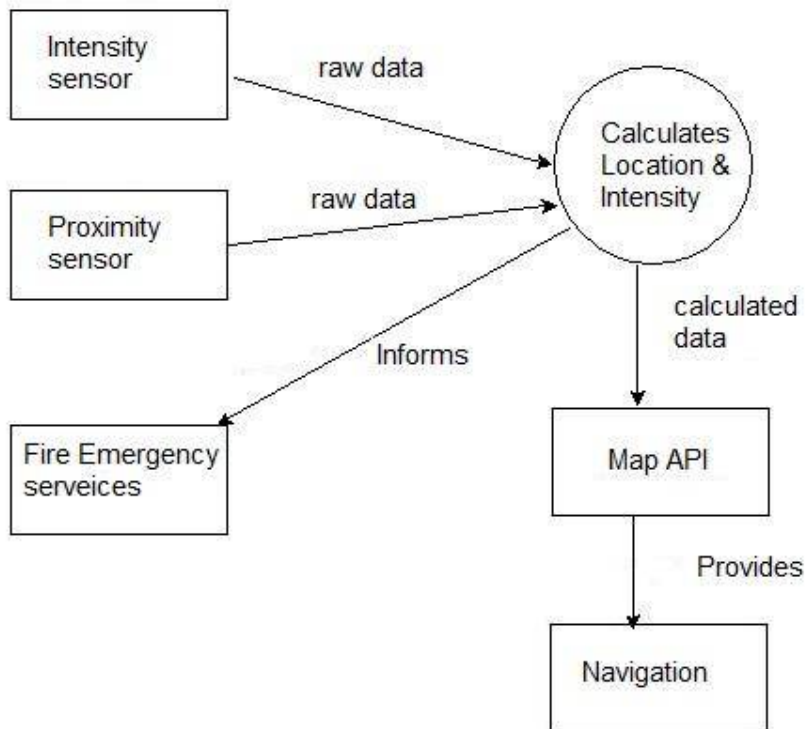 Intensity
sensor
raw data
Calculates
Location &
Intensity
Proximity
sensor
raw data
calculated
data
Informs
Fire Emergency
serveices
Map API
Provides
Navigation